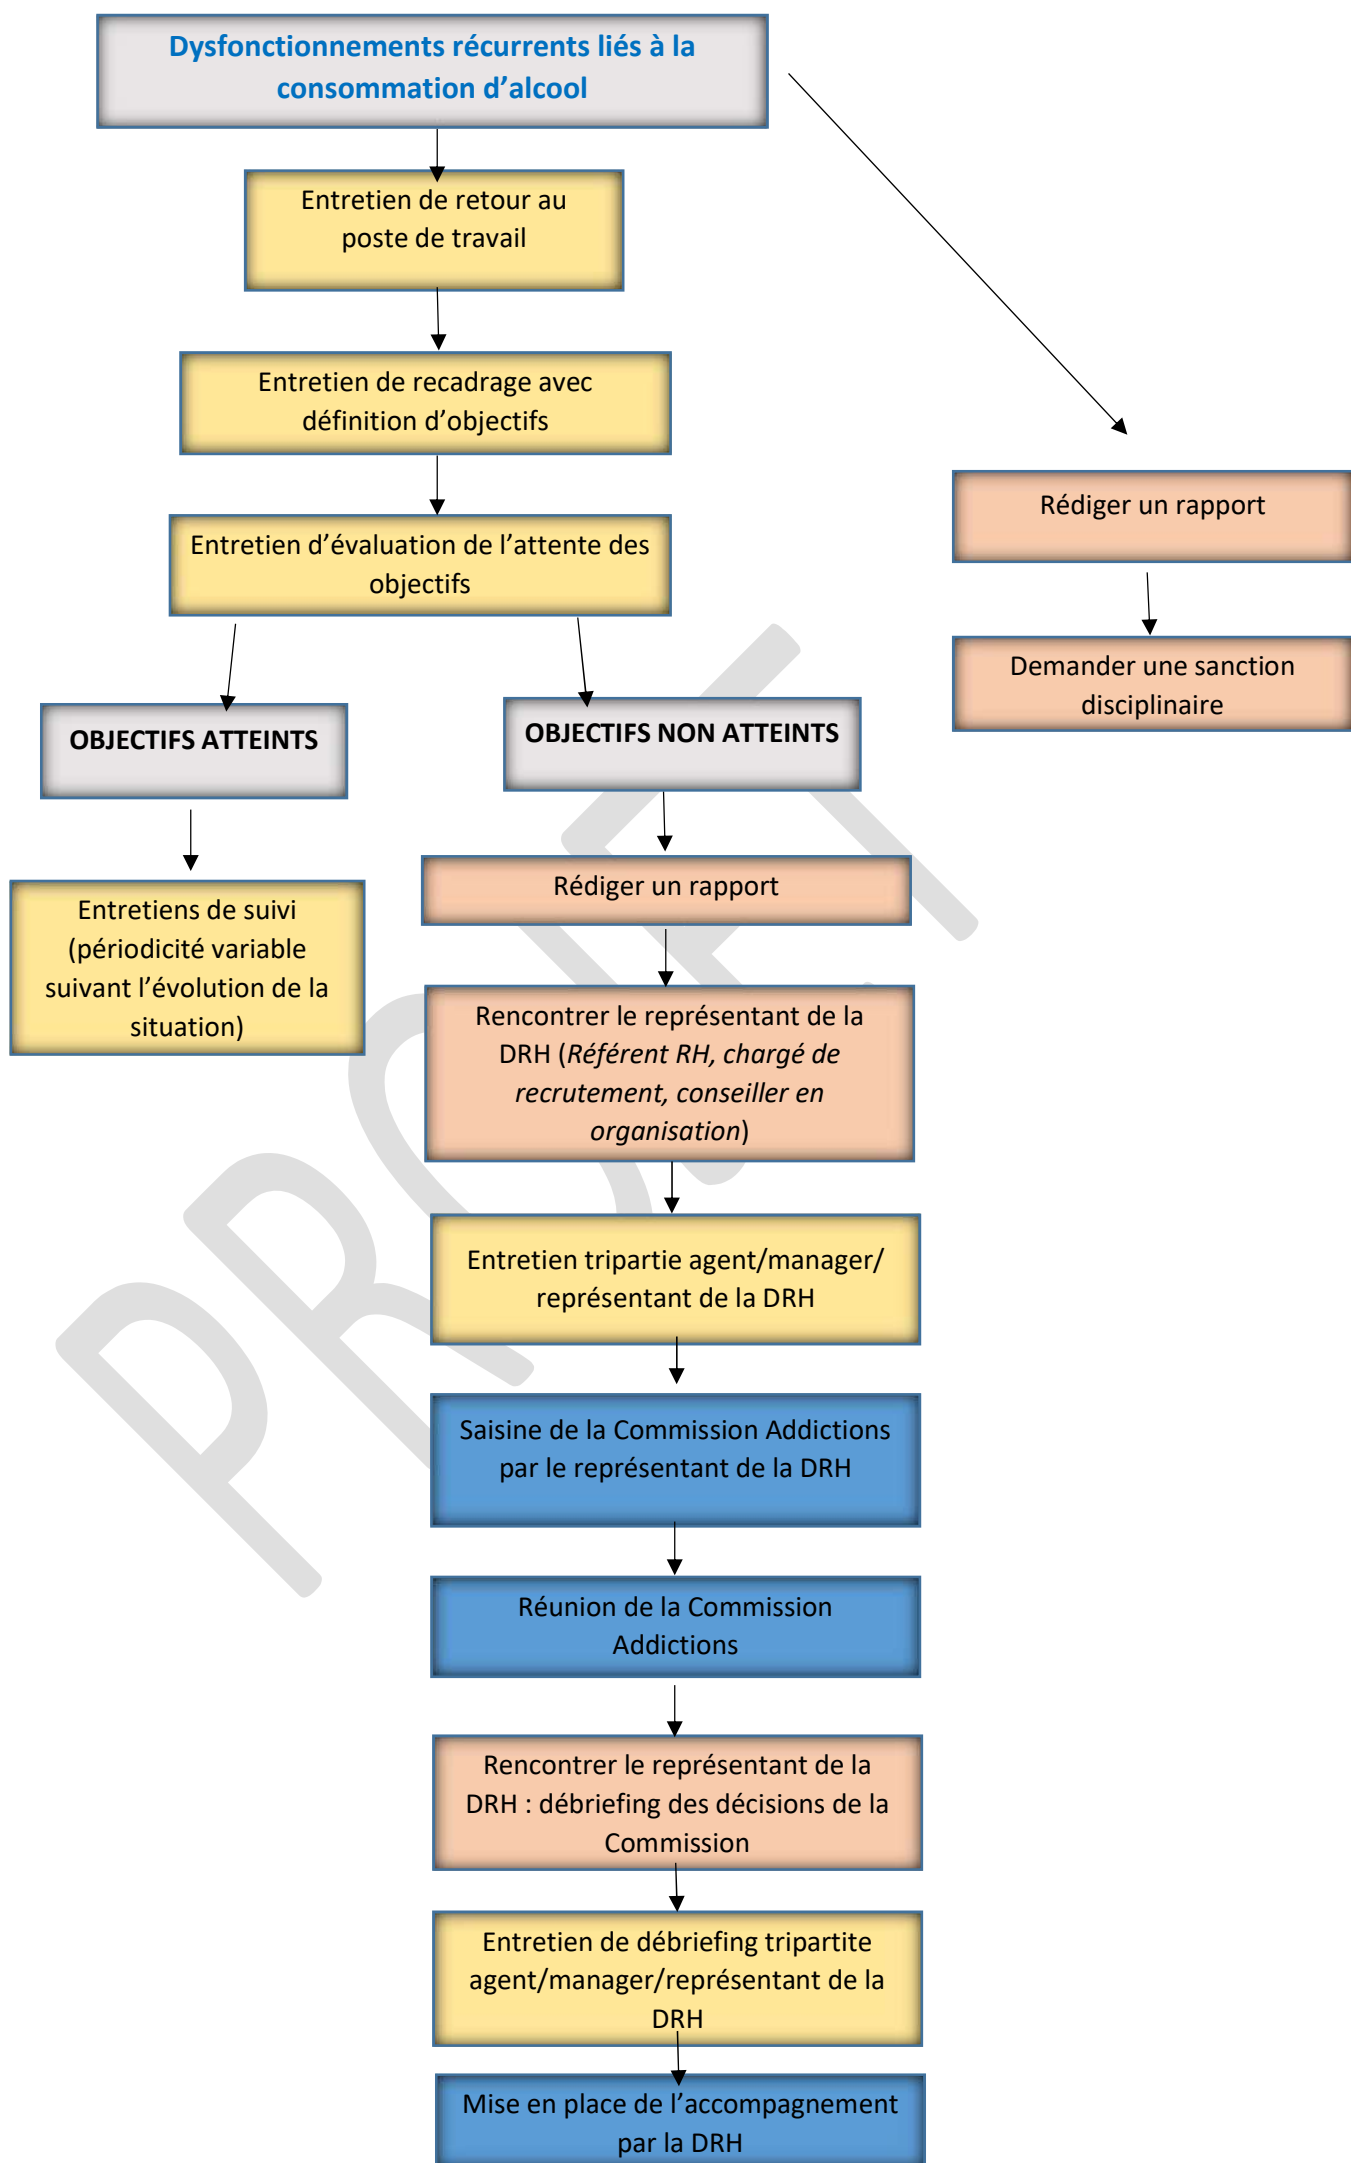 Dysfonctionnements récurrents liés à la
consommation d’alcool
Entretien de retour au
poste de travail
Entretien de recadrage avec
définition d’objectifs
Entretien d’évaluation de l’attente des
objectifs
Rédiger un rapport
Demander une sanction
disciplinaire
OBJECTIFS ATTEINTS
OBJECTIFS NON ATTEINTS
Entretiens de suivi
(périodicité variable
suivant l’évolution de la
situation)
Rédiger un rapport
Rencontrer le représentant de la
DRH (Référent RH, chargé de
recrutement, conseiller en
organisation)
Entretien tripartie agent/manager/
représentant de la DRH
Saisine de la Commission Addictions
par le représentant de la DRH
Réunion de la Commission
Addictions
Rencontrer le représentant de la
DRH : débriefing des décisions de la
Commission
Entretien de débriefing tripartite
agent/manager/représentant de la
DRH
Mise en place de l’accompagnement
par la DRH
PROJET